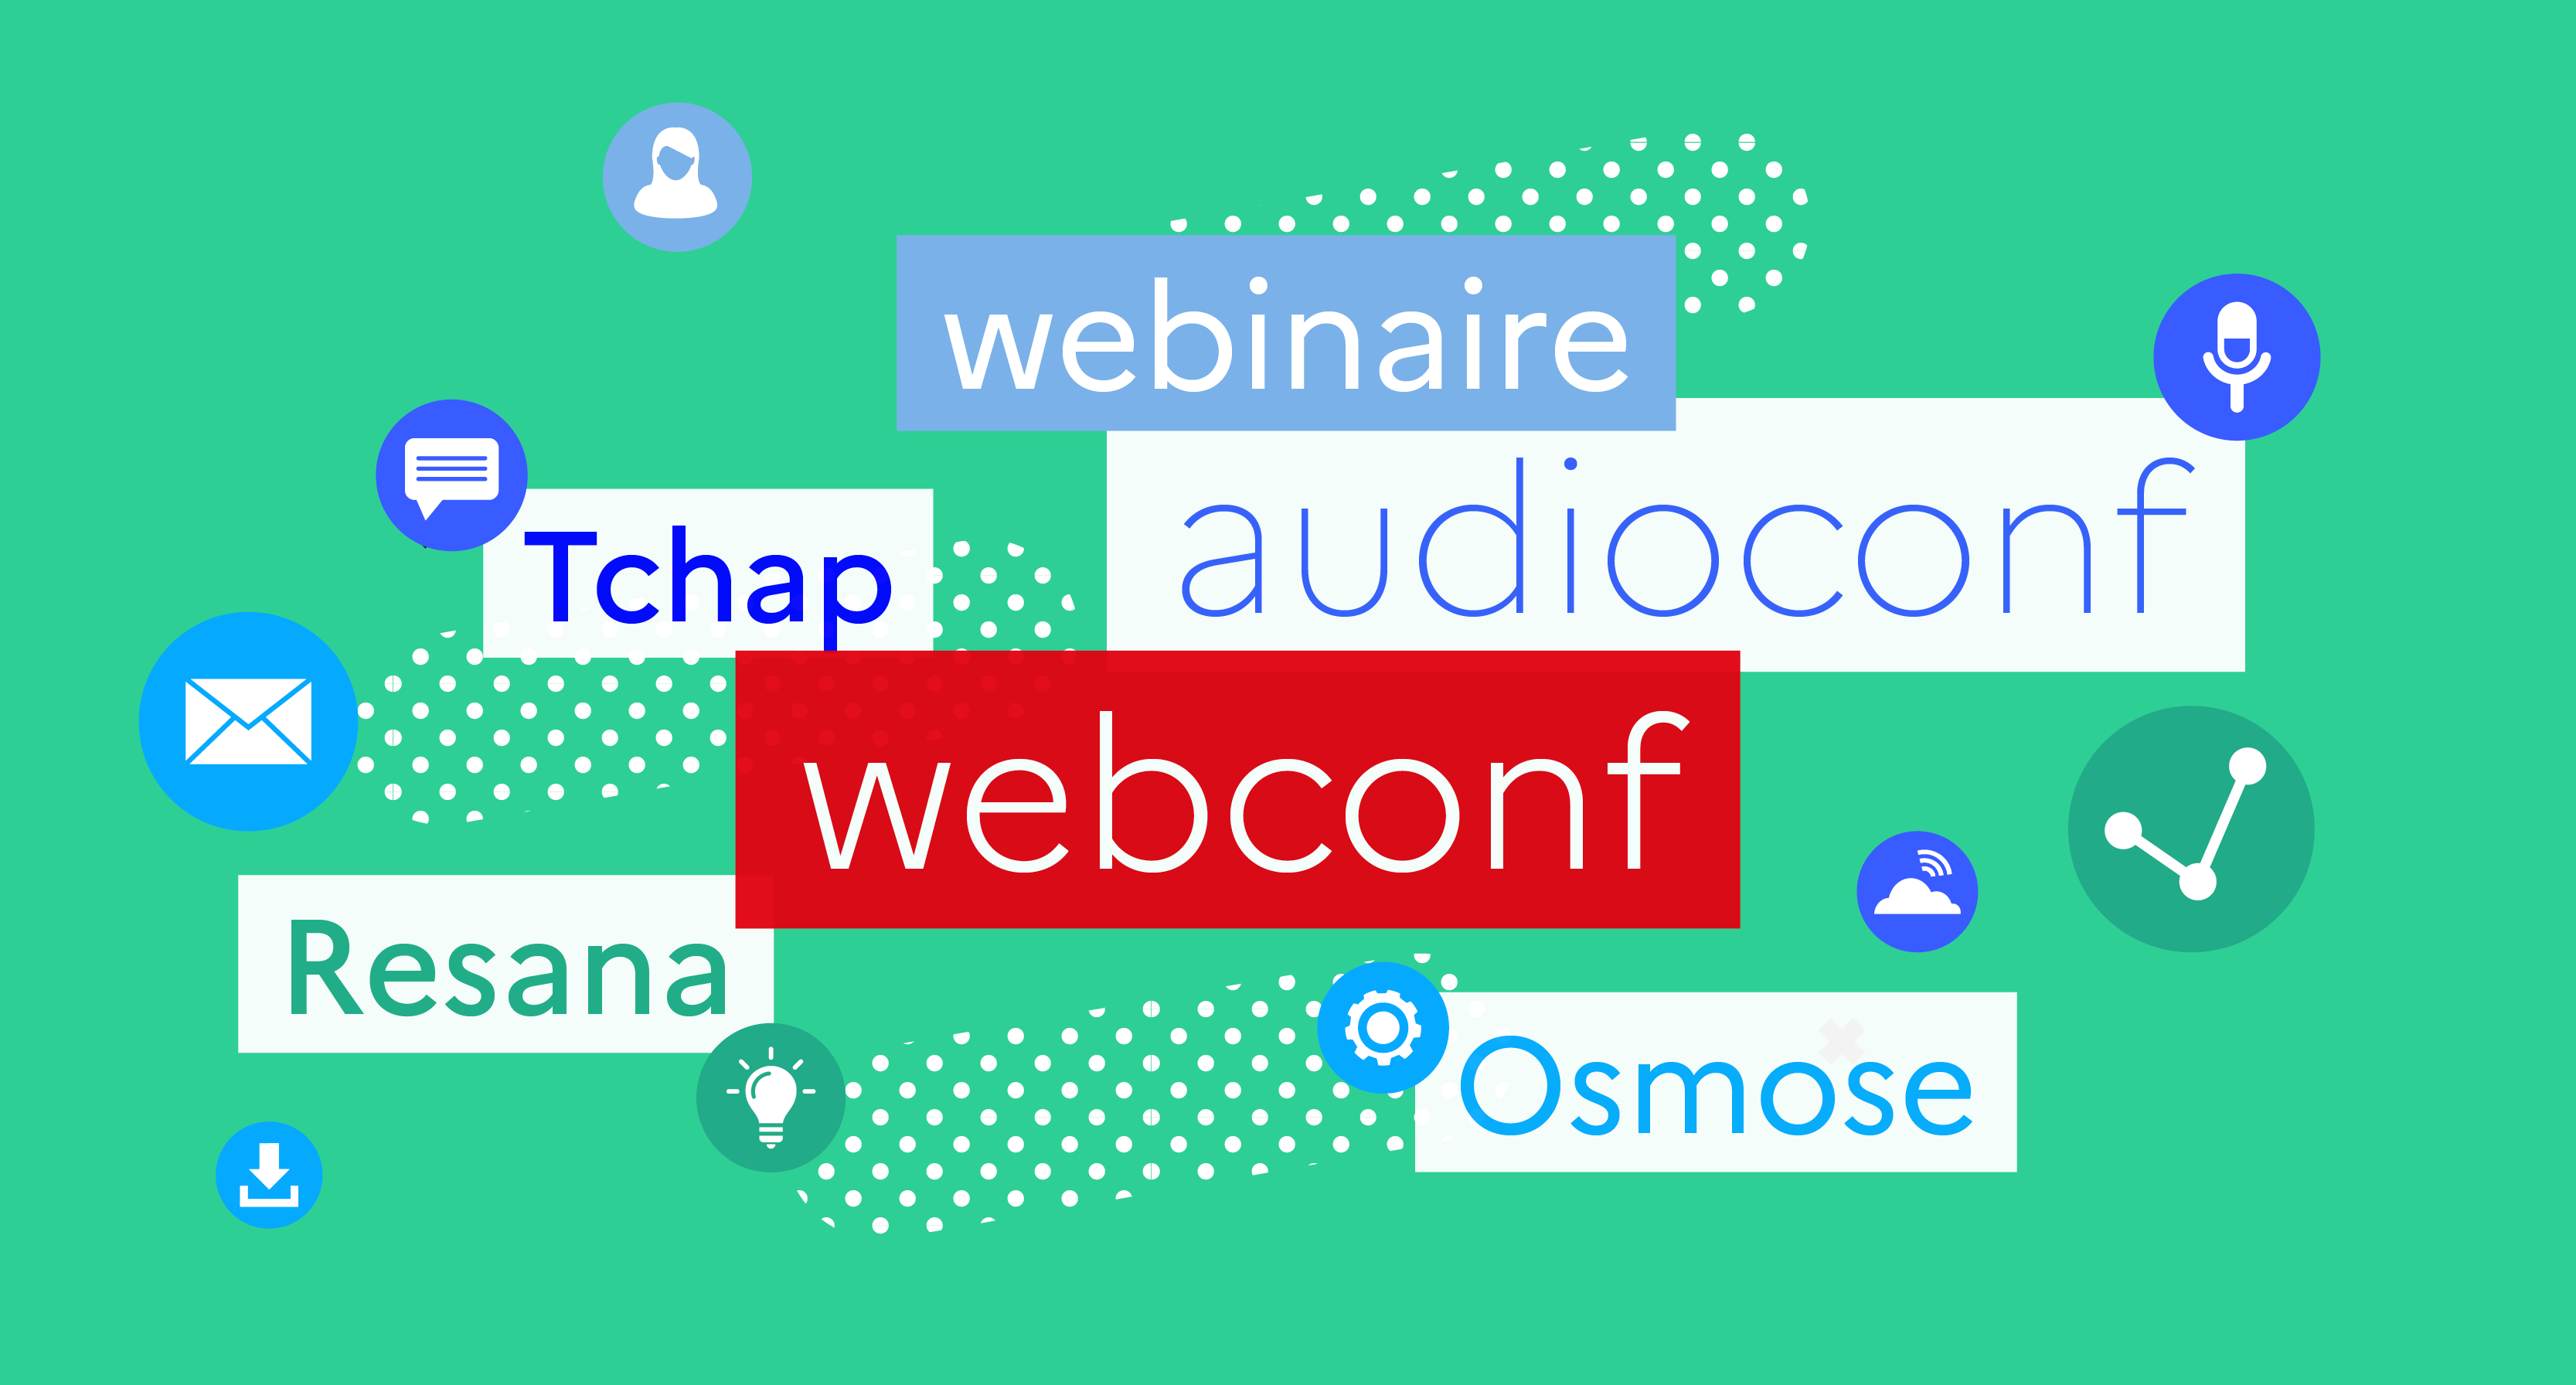 webinaire
audioconf
Tchap
webconf
Resana
Osmose